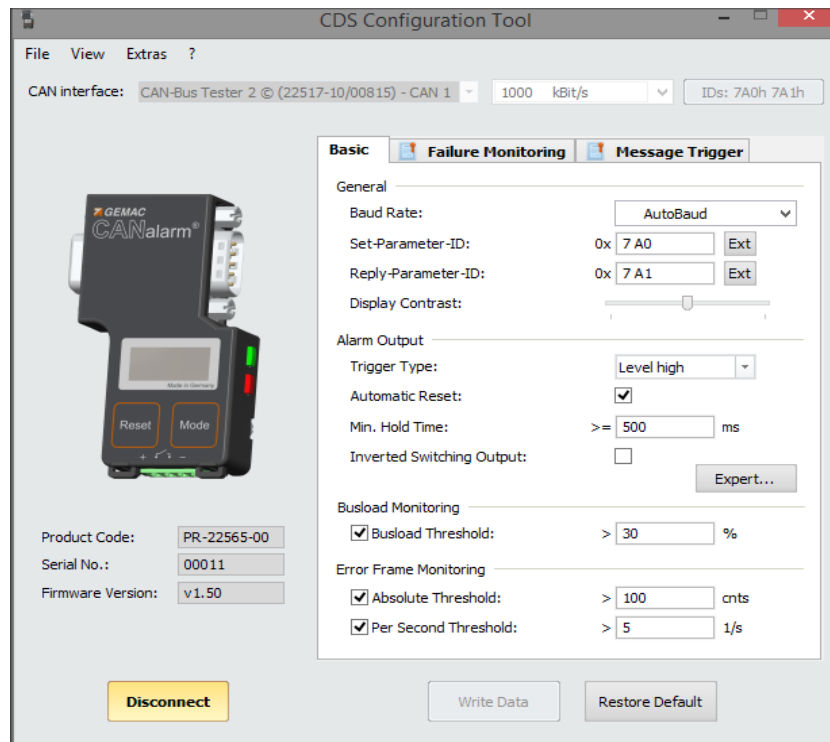 CDS Configuration Tool
File View Extras ?
CAN interface: CAN-Bus Tester 2 © (22517-10/00815) - CAN 1 1000 kBit/s IDs: 7A0h 7A1h
Basic Failure Monitoring Message Trigger
General
Baud Rate: AutoBaud
Set-Parameter-ID: 0x 7A0 Ext
Reply-Parameter-ID: 0x 7A1 Ext
Display Contrast:
Alarm Output
Trigger Type: Level high
Automatic Reset:
Min. Hold Time: >= 500 ms
Inverted Switching Output:
Expert...
Busload Monitoring
Busload Threshold: > 30 %
Error Frame Monitoring
Absolute Threshold: > 100 cnts
Per Second Threshold: > 5 1/s
GEMAC
CANalarm®
Made in Germany
Reset Mode
+ -
Product Code: PR-22565-00
Serial No.: 00011
Firmware Version: v1.50
Disconnect Write Data Restore Default